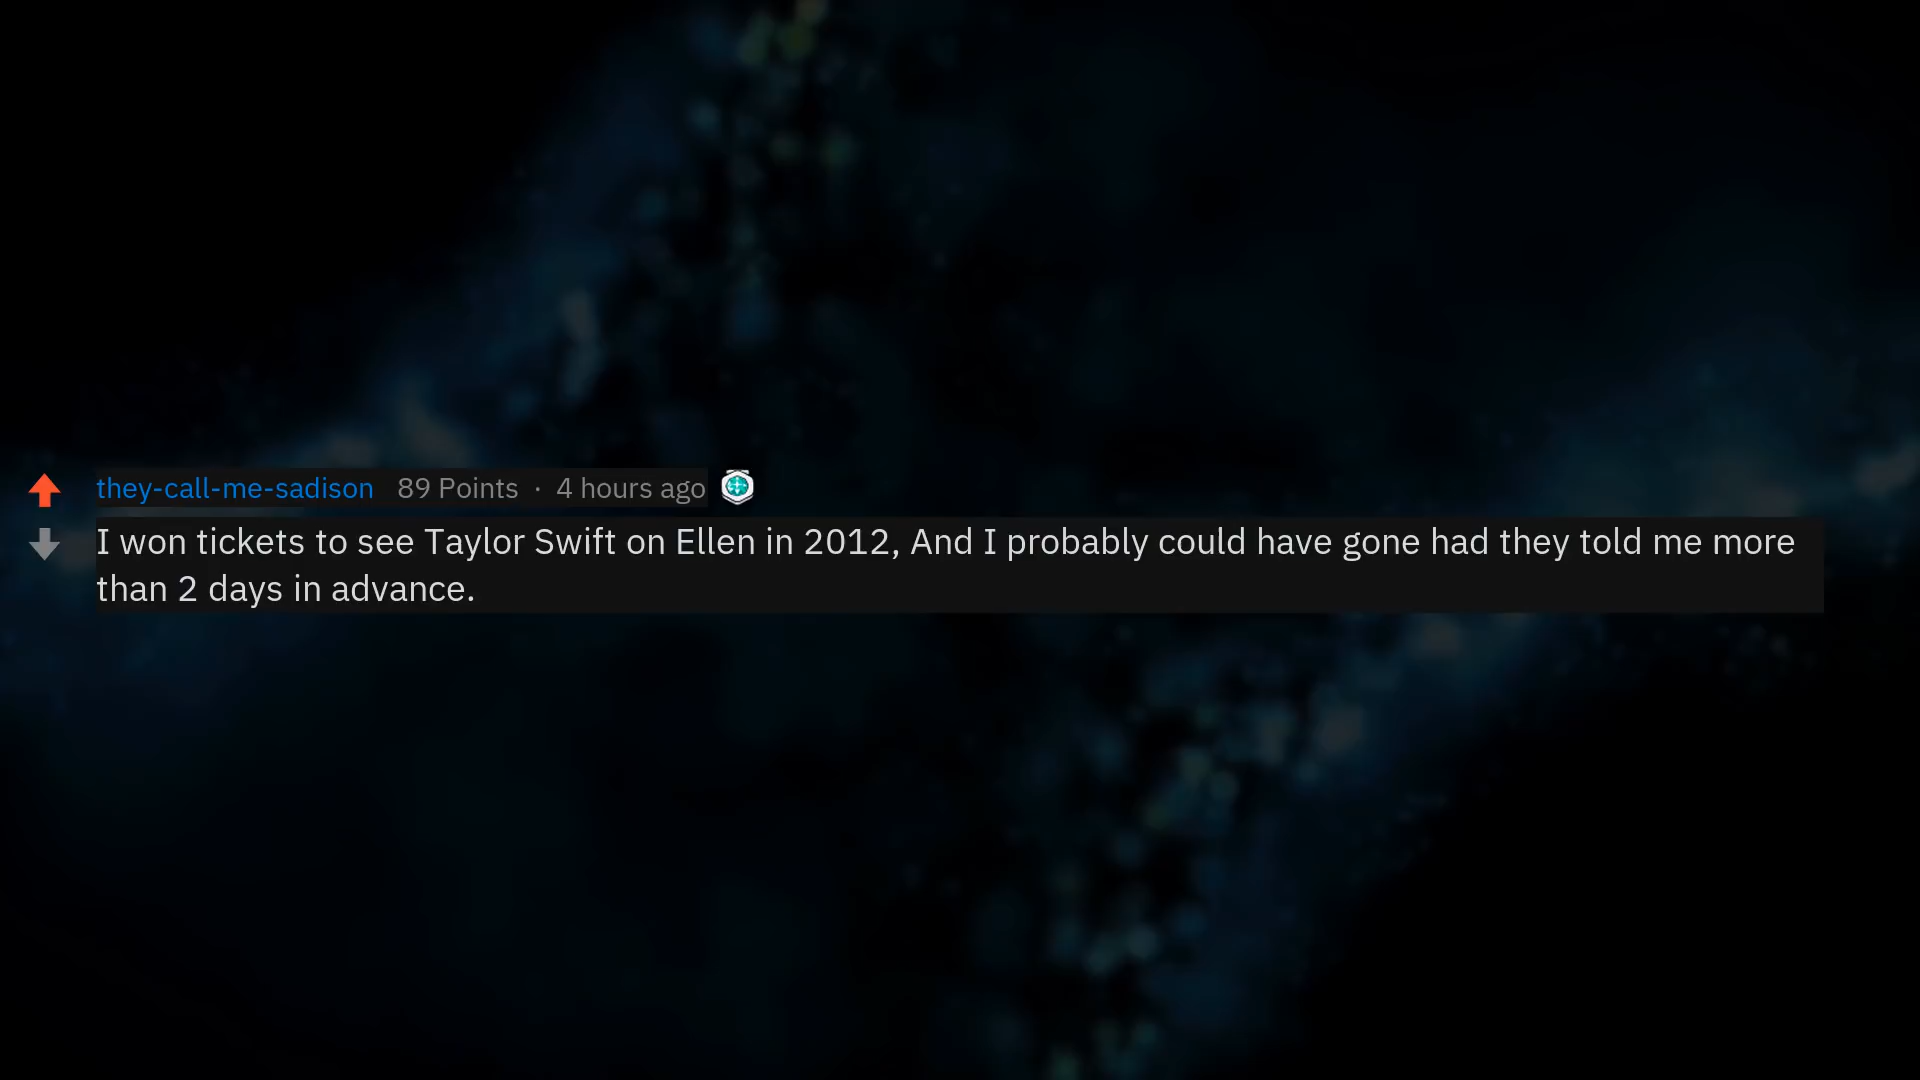 they-call-me-sadison 89 Points · 4 hours ago
I won tickets to see Taylor Swift on Ellen in 2012, And I probably could have gone had they told me more
than 2 days in advance.